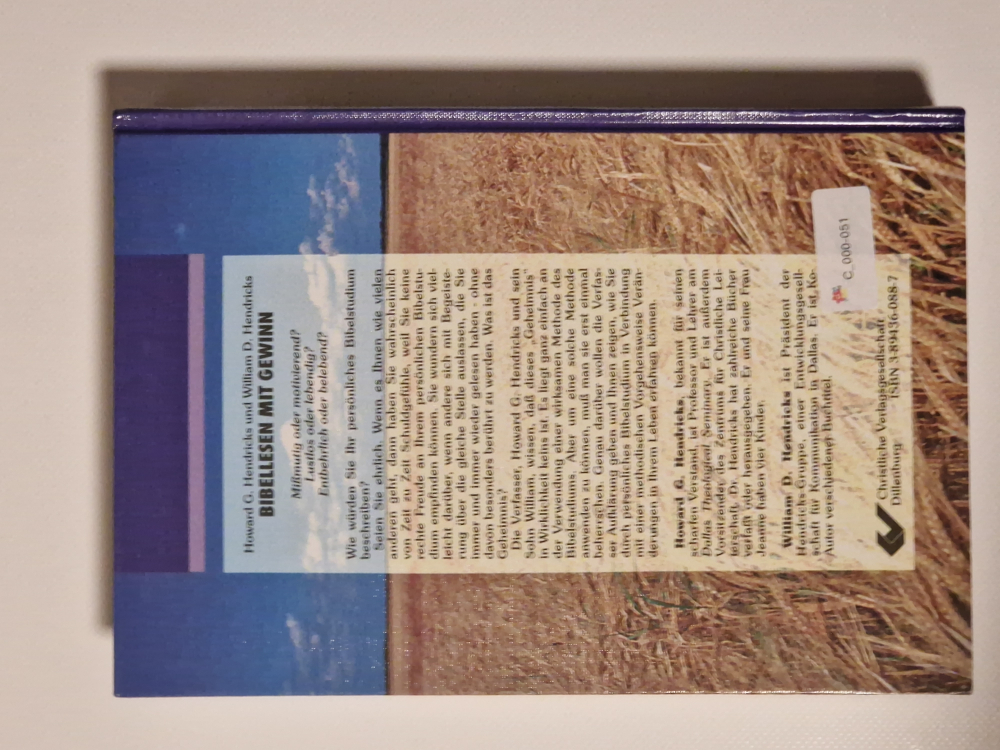 Howard G. Hendricks und William D. Hendricks
BIBELLESEN MIT GEWINN
Mißmutig oder motivierend?
Lustlos oder lebendig?
Entbehrlich oder belebend?
Wie würden Sie Ihr persönliches Bibelstudium
beschreiben?
Seien Sie ehrlich. Wenn es Ihnen wie vielen
anderen geht, dann haben Sie wahrscheinlich
von Zeit zu Zeit Schuldgefühle, weil Sie keine
rechte Freude an Ihrem persönlichen Bibelstu-
dium empfinden können. Sie wundern sich viel-
leicht darüber, wenn andere sich mit Begeiste-
rung über die gleiche Stelle auslassen, die Sie
immer und immer wieder gelesen haben - ohne
davon besonders berührt zu werden. Was ist das
Geheimnis?
Die Verfasser, Howard G. Hendricks und sein
Sohn William, wissen, daß dieses „Geheimnis"
in Wirklichkeit keins ist. Es liegt ganz einfach an
der Verwendung einer wirksamen Methode des
Bibelstudiums. Aber um eine solche Methode
anwenden zu können, muß man sie erst einmal
beherrschen. Genau darüber wollen die Verfas-
ser Aufklärung geben und Ihnen zeigen, wie Sie
durch persönliches Bibelstudium in Verbindung
mit einer methodischen Vorgehensweise Verän-
derungen in Ihrem Leben erfahren können.
Howard G. Hendricks, bekannt für seinen
scharfen Verstand, ist Professor und Lehrer am
Dallas Theological Seminary. Er ist außerdem
Vorsitzender des Zentrums für Christliche Lei-
terschaft. Dr. Hendricks hat zahlreiche Bücher
verfaßt oder herausgegeben. Er und seine Frau
Jeanne haben vier Kinder.
William D. Hendricks ist Präsident der
Hendricks-Gruppe, einer Entwicklungsgesell-
schaft für Kommunikation in Dallas. Er ist Ko-
Autor verschiedener Buchtitel.
Christliche Verlagsgesellschaft
Dillenburg
ISBN 3-89436-088-7
C 000-051